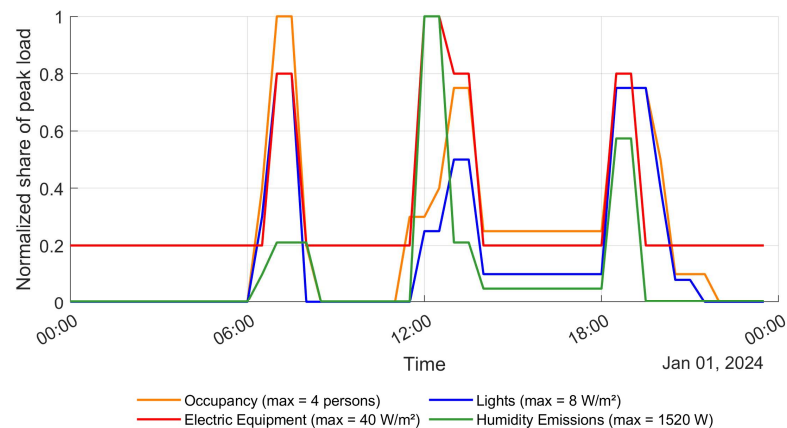 Normalized share of peak load
1
0.8
0.6
0.4
0.2
0
00:00 06:00 12:00 18:00 00:00
Time
Jan 01, 2024
Occupancy (max = 4 persons) Lights (max = 8 W/m²)
Electric Equipment (max = 40 W/m²) Humidity Emissions (max = 1520 W)